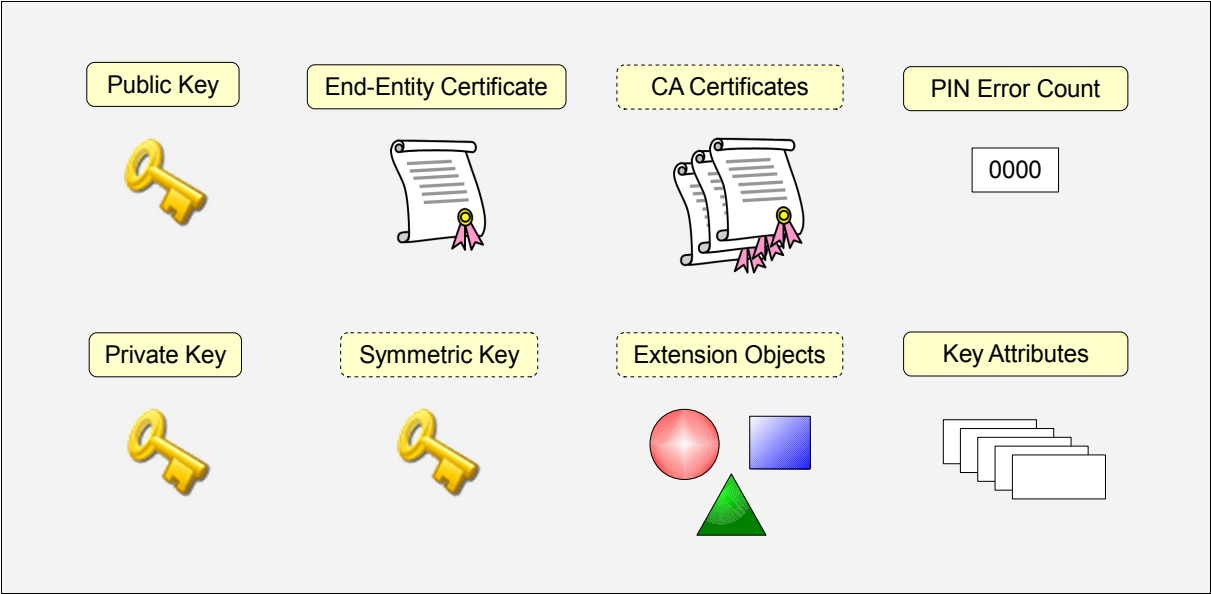 Public Key
End-Entity Certificate
CA Certificates
PIN Error Count
0000
Private Key
Symmetric Key
Extension Objects
Key Attributes